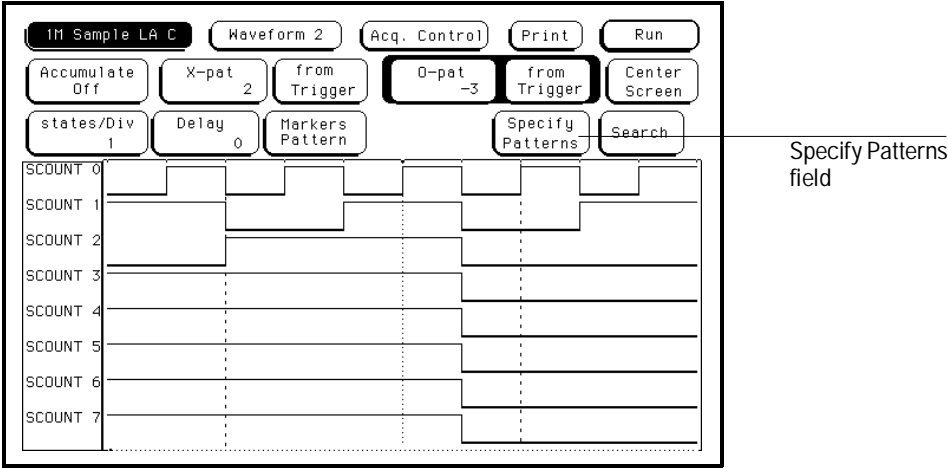 1M Sample LA C
Waveform 2
Acq. Control
Print
Run
Accumulate
Off
X-pat
2
from
Trigger
O-pat
-3
from
Trigger
Center
Screen
states/Div
1
Delay
0
Markers
Pattern
Specify
Patterns
Search
Specify Patterns
field
SCOUNT 0
SCOUNT 1
SCOUNT 2
SCOUNT 3
SCOUNT 4
SCOUNT 5
SCOUNT 6
SCOUNT 7